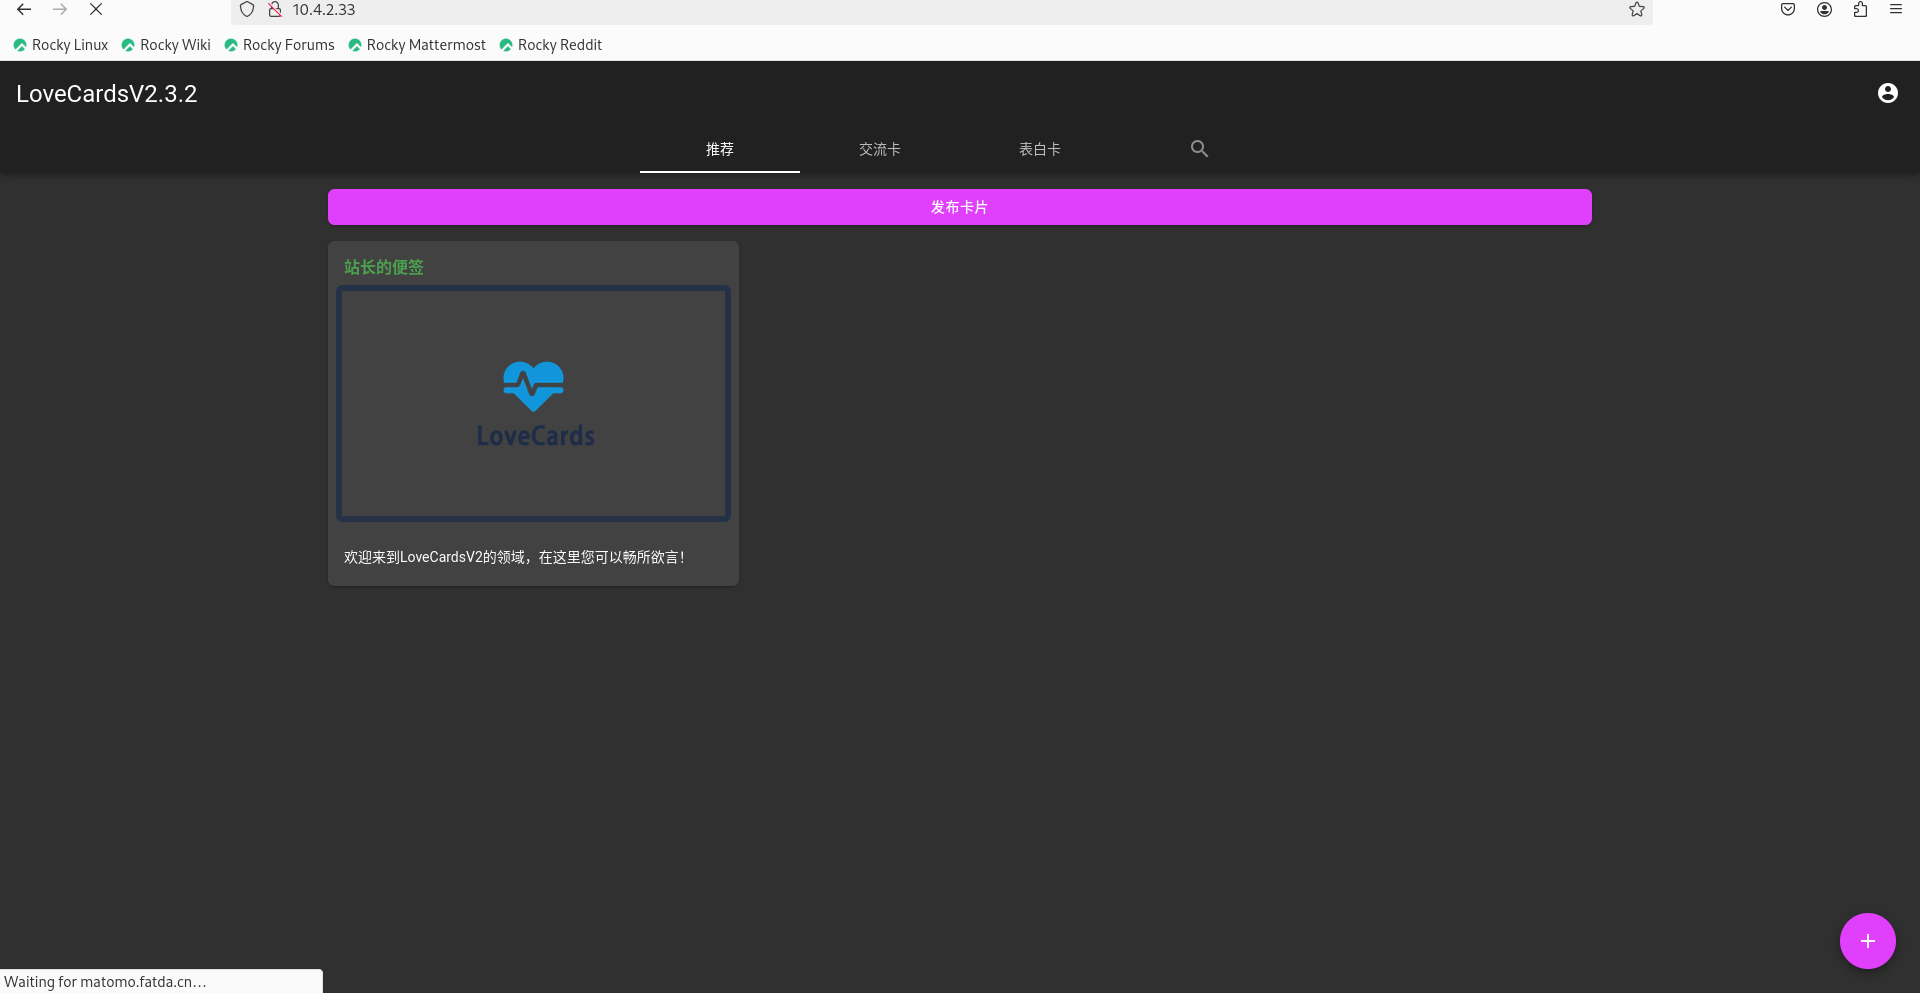 10.4.2.33
Rocky Linux Rocky Wiki Rocky Forums Rocky Mattermost Rocky Reddit
LoveCardsV2.3.2
推荐 交流卡 表白卡
发布卡片
站长的便签
LoveCards
欢迎来到LoveCardsV2的领域，在这里您可以畅所欲言！
Waiting for matomo.fatda.cn…